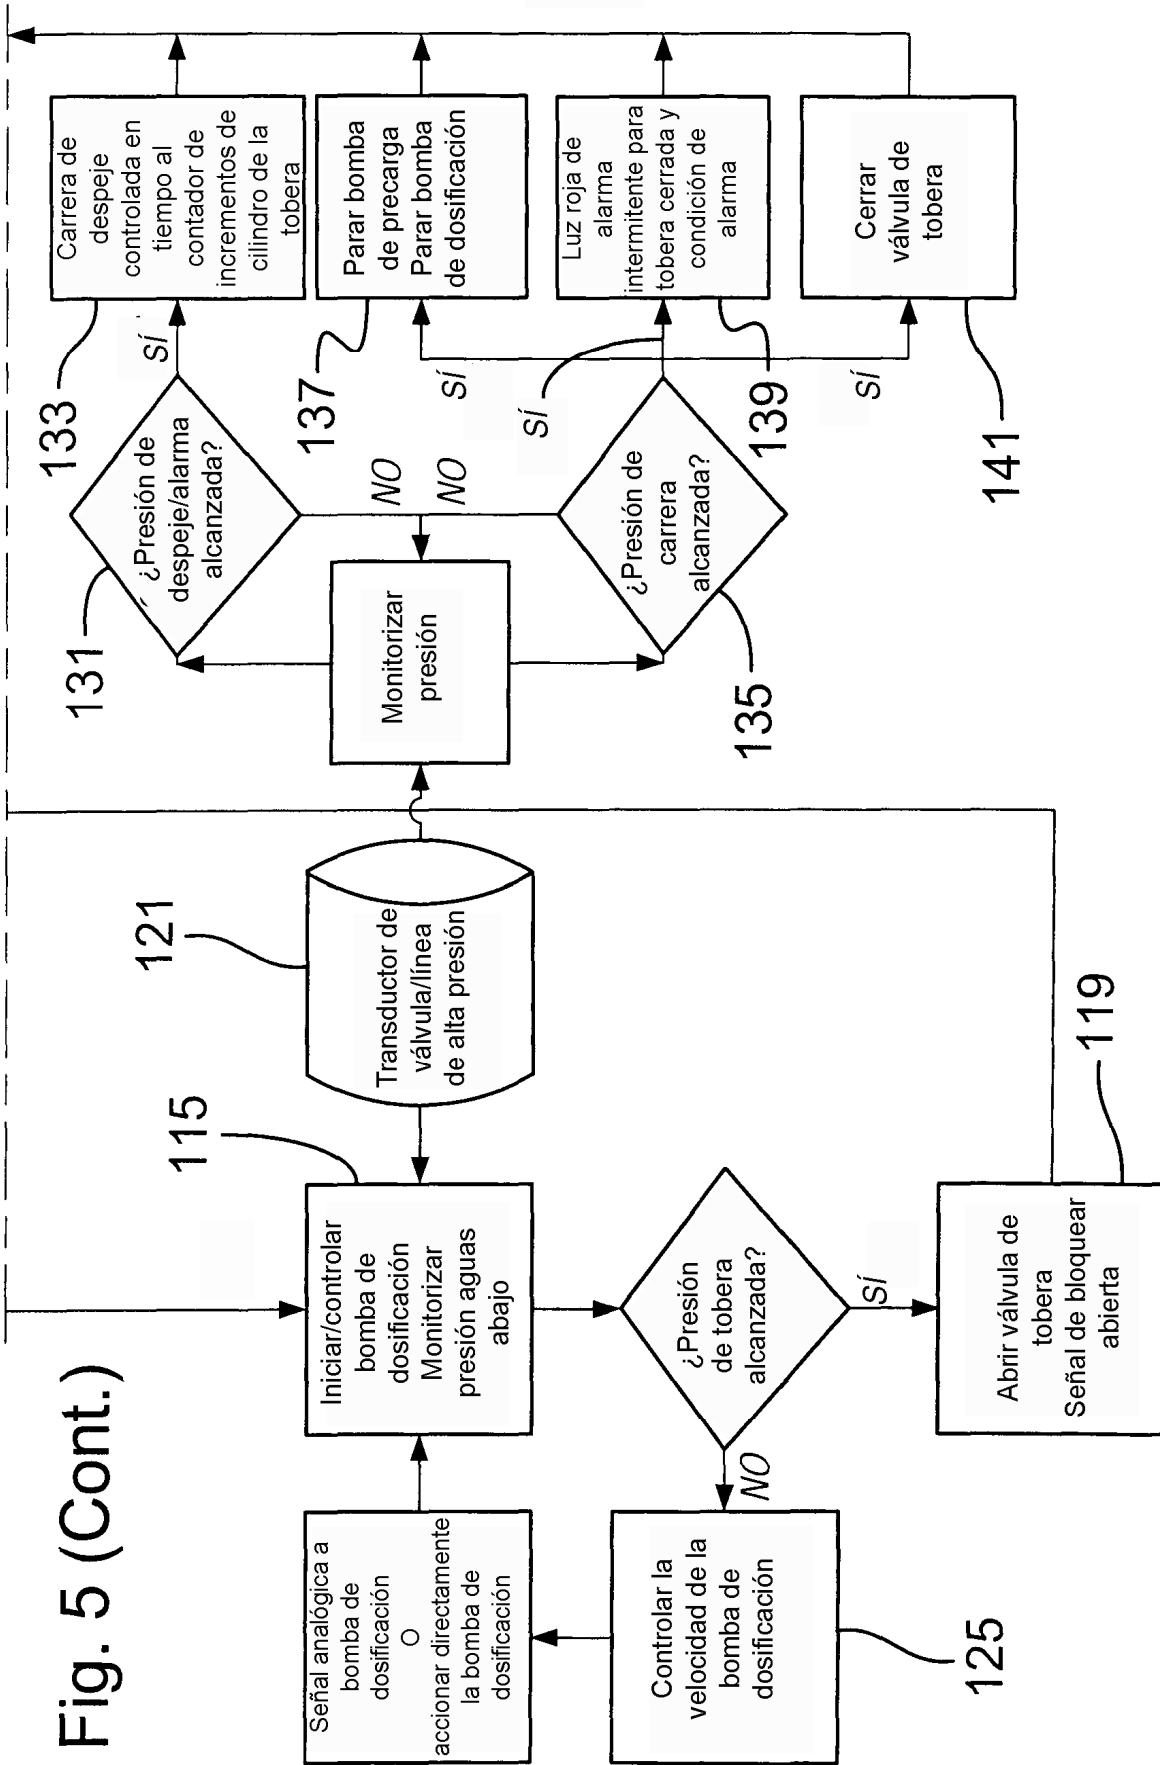 Fig. 5 (Cont.)
Señal analógica a
bomba de
dosificación
O
accionar directamente
la bomba de
dosificación
Controlar la
velocidad de la
bomba de
dosificación
125
Iniciar/controlar
bomba de
dosificación
Monitorizar
presión aguas
abajo
115
¿Presión
de tobera
alcanzada?
NO
SÍ
Abrir válvula de
tobera
Señal de bloquear
abierta
119
Transductor de
válvula/línea
de alta presión
121
Monitorizar
presión
¿Presión de
despeje/alarma
alcanzada?
131
NO
NO
¿Presión de
carrera
alcanzada?
135
SÍ
SÍ
SÍ
SÍ
Carrera de
despeje
controlada en
tiempo al
contador de
incrementos de
cilindro de la
tobera
133
Parar bomba
de precarga
Parar bomba
de dosificación
137
Luz roja de
alarma
intermitente para
tobera cerrada y
condición de
alarma
139
Cerrar
válvula de
tobera
141